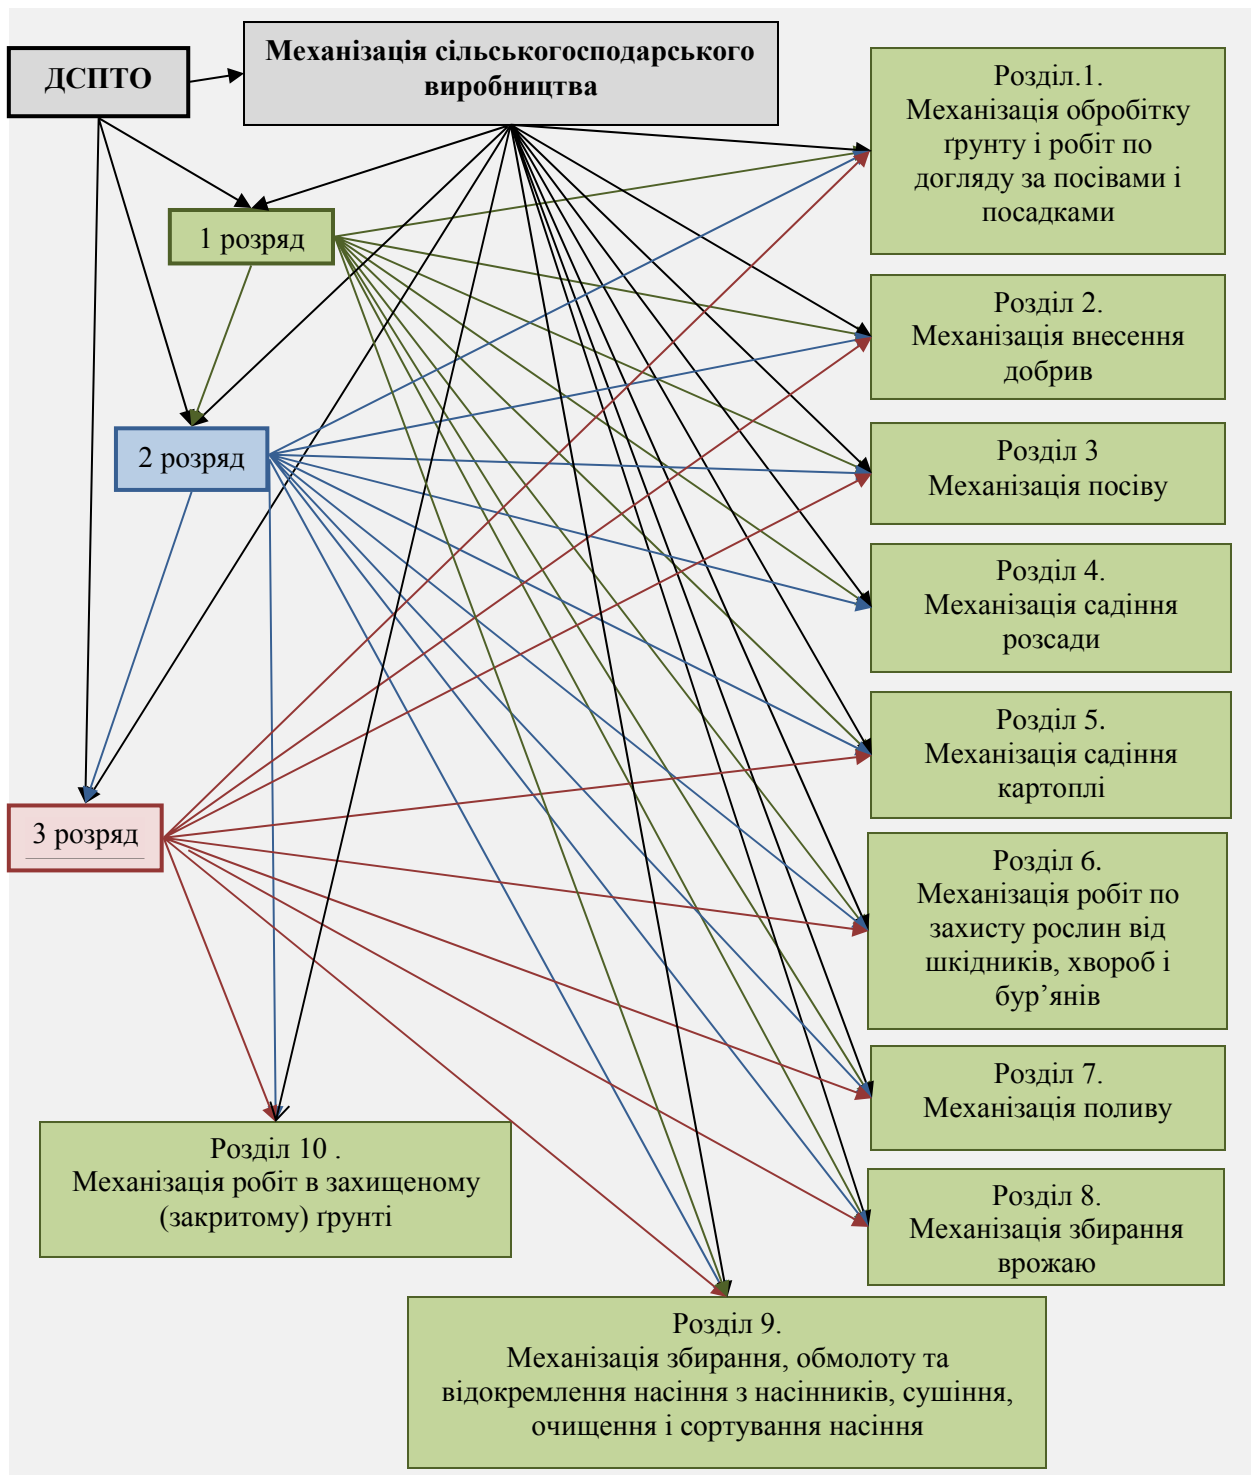 ДСПТО
Механізація сільськогосподарського
виробництва
Розділ.1.
Механізація обробітку
ґрунту і робіт по
догляду за посівами і
посадками
1 розряд
Розділ 2.
Механізація внесення
добрив
2 розряд
Розділ 3
Механізація посіву
Розділ 4.
Механізація садіння
розсади
Розділ 5.
Механізація садіння
картоплі
3 розряд
Розділ 6.
Механізація робіт по
захисту рослин від
шкідників, хвороб і
бур’янів
Розділ 7.
Механізація поливу
Розділ 10 .
Механізація робіт в захищеному
(закритому) ґрунті
Розділ 8.
Механізація збирання
врожаю
Розділ 9.
Механізація збирання, обмолоту та
відокремлення насіння з насінників, сушіння,
очищення і сортування насіння